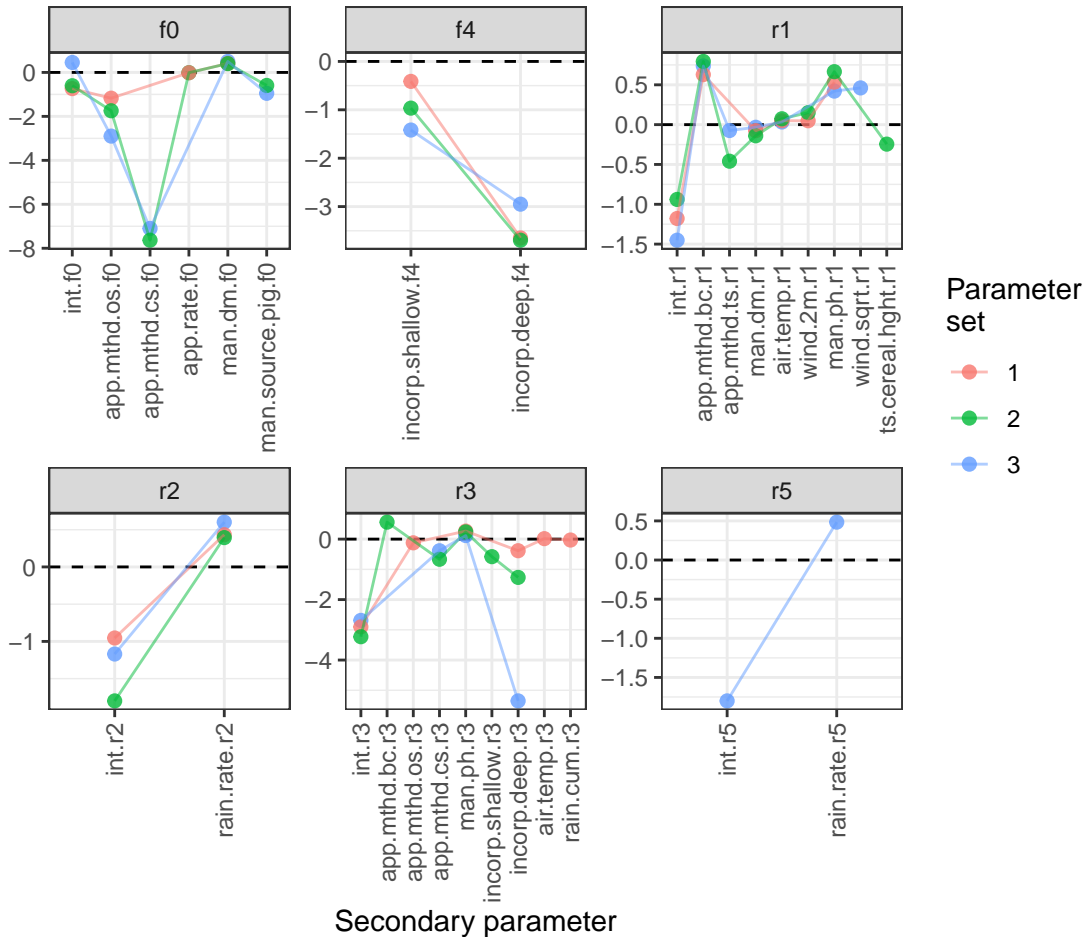 f0
f4
r1
0
−2
−4
−6
−8
0
−1
−2
−3
0.5
0.0
−0.5
−1.0
−1.5
int.f0
app.mthd.os.f0
app.mthd.cs.f0
app.rate.f0
man.dm.f0
man.source.pig.f0
incorp.shallow.f4
incorp.deep.f4
int.r1
app.mthd.bc.r1
app.mthd.ts.r1
man.dm.r1
air.temp.r1
wind.2m.r1
man.ph.r1
wind.sqrt.r1
ts.cereal.hght.r1
Parameter
set
1
2
3
r2
r3
r5
0
−1
0
−2
−4
0.5
0.0
−0.5
−1.0
−1.5
int.r2
rain.rate.r2
int.r3
app.mthd.bc.r3
app.mthd.os.r3
app.mthd.cs.r3
man.ph.r3
incorp.shallow.r3
incorp.deep.r3
air.temp.r3
rain.cum.r3
int.r5
rain.rate.r5
Secondary parameter